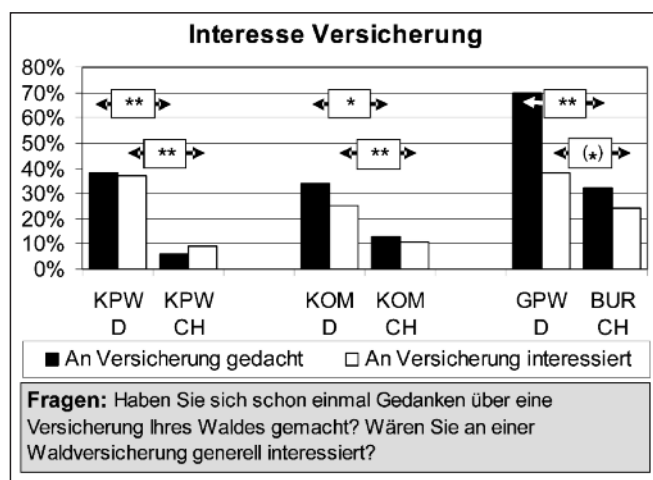 Interesse Versicherung
80%
70%
60%
50%
40%
30%
20%
10%
0%
** * **
** ** (*)
KPW KPW KOM KOM GPW BUR
D CH D CH D CH
An Versicherung gedacht An Versicherung interessiert
Fragen: Haben Sie sich schon einmal Gedanken über eine
Versicherung Ihres Waldes gemacht? Wären Sie an einer
Waldversicherung generell interessiert?